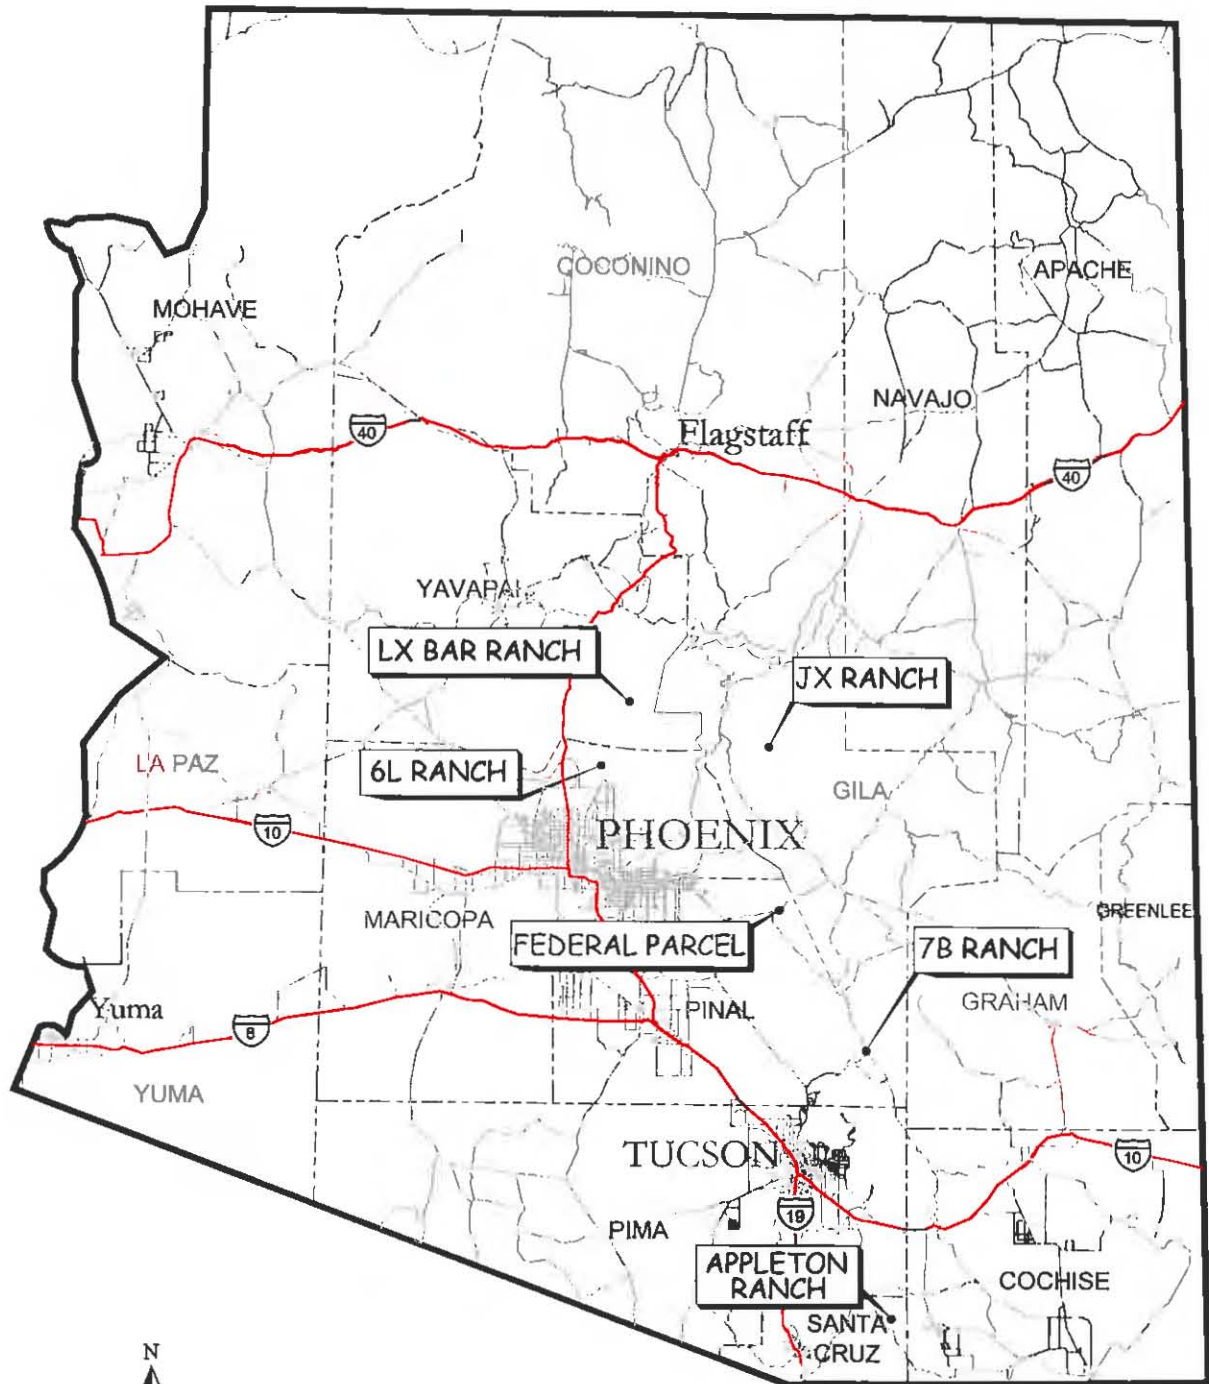 COCONINO
APACHE
MOHAVE
NAVAJO
40
Flagstaff
40
YAVAPAI
LX BAR RANCH
JX RANCH
LA PAZ
6L RANCH
GILA
10
PHOENIX
GREENLEE
MARICOPA
FEDERAL PARCEL
7B RANCH
Yuma
PINAL
GRAHAM
8
YUMA
TUCSON
10
19
PIMA
APPLETON
RANCH
COCHISE
SANTA
CRUZ
N